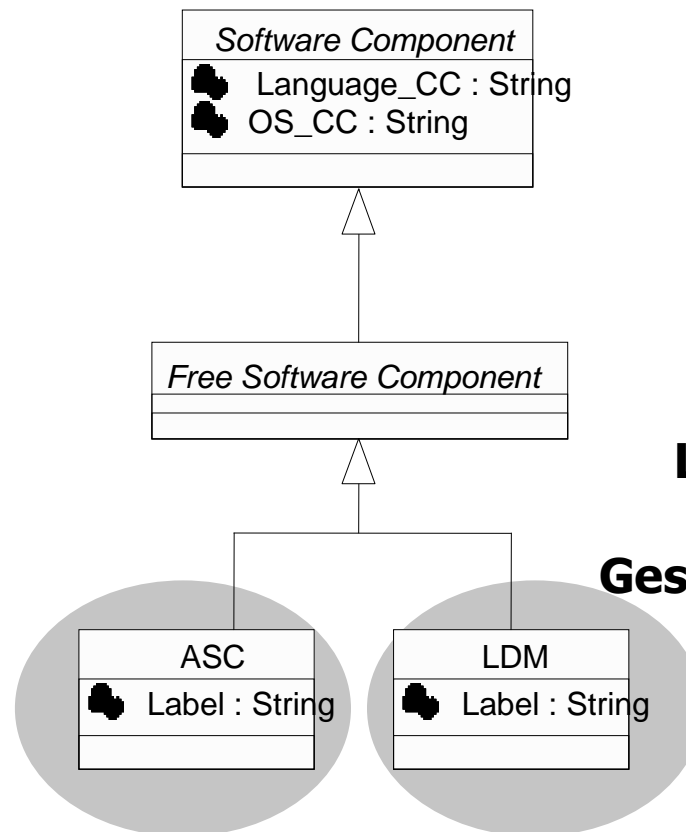 Software Component
Language_CC : String
OS_CC : String
Free Software Component
Ges
ASC
Label : String
LDM
Label : String